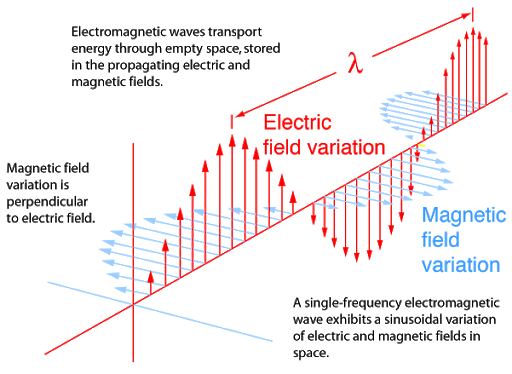 Electromagnetic waves transport
energy through empty space, stored
in the propagating electric and
magnetic fields.
λ
Electric
field variation
Magnetic field
variation is
perpendicular
to electric field.
Magnetic
field
variation
A single-frequency electromagnetic
wave exhibits a sinusoidal variation
of electric and magnetic fields in
space.